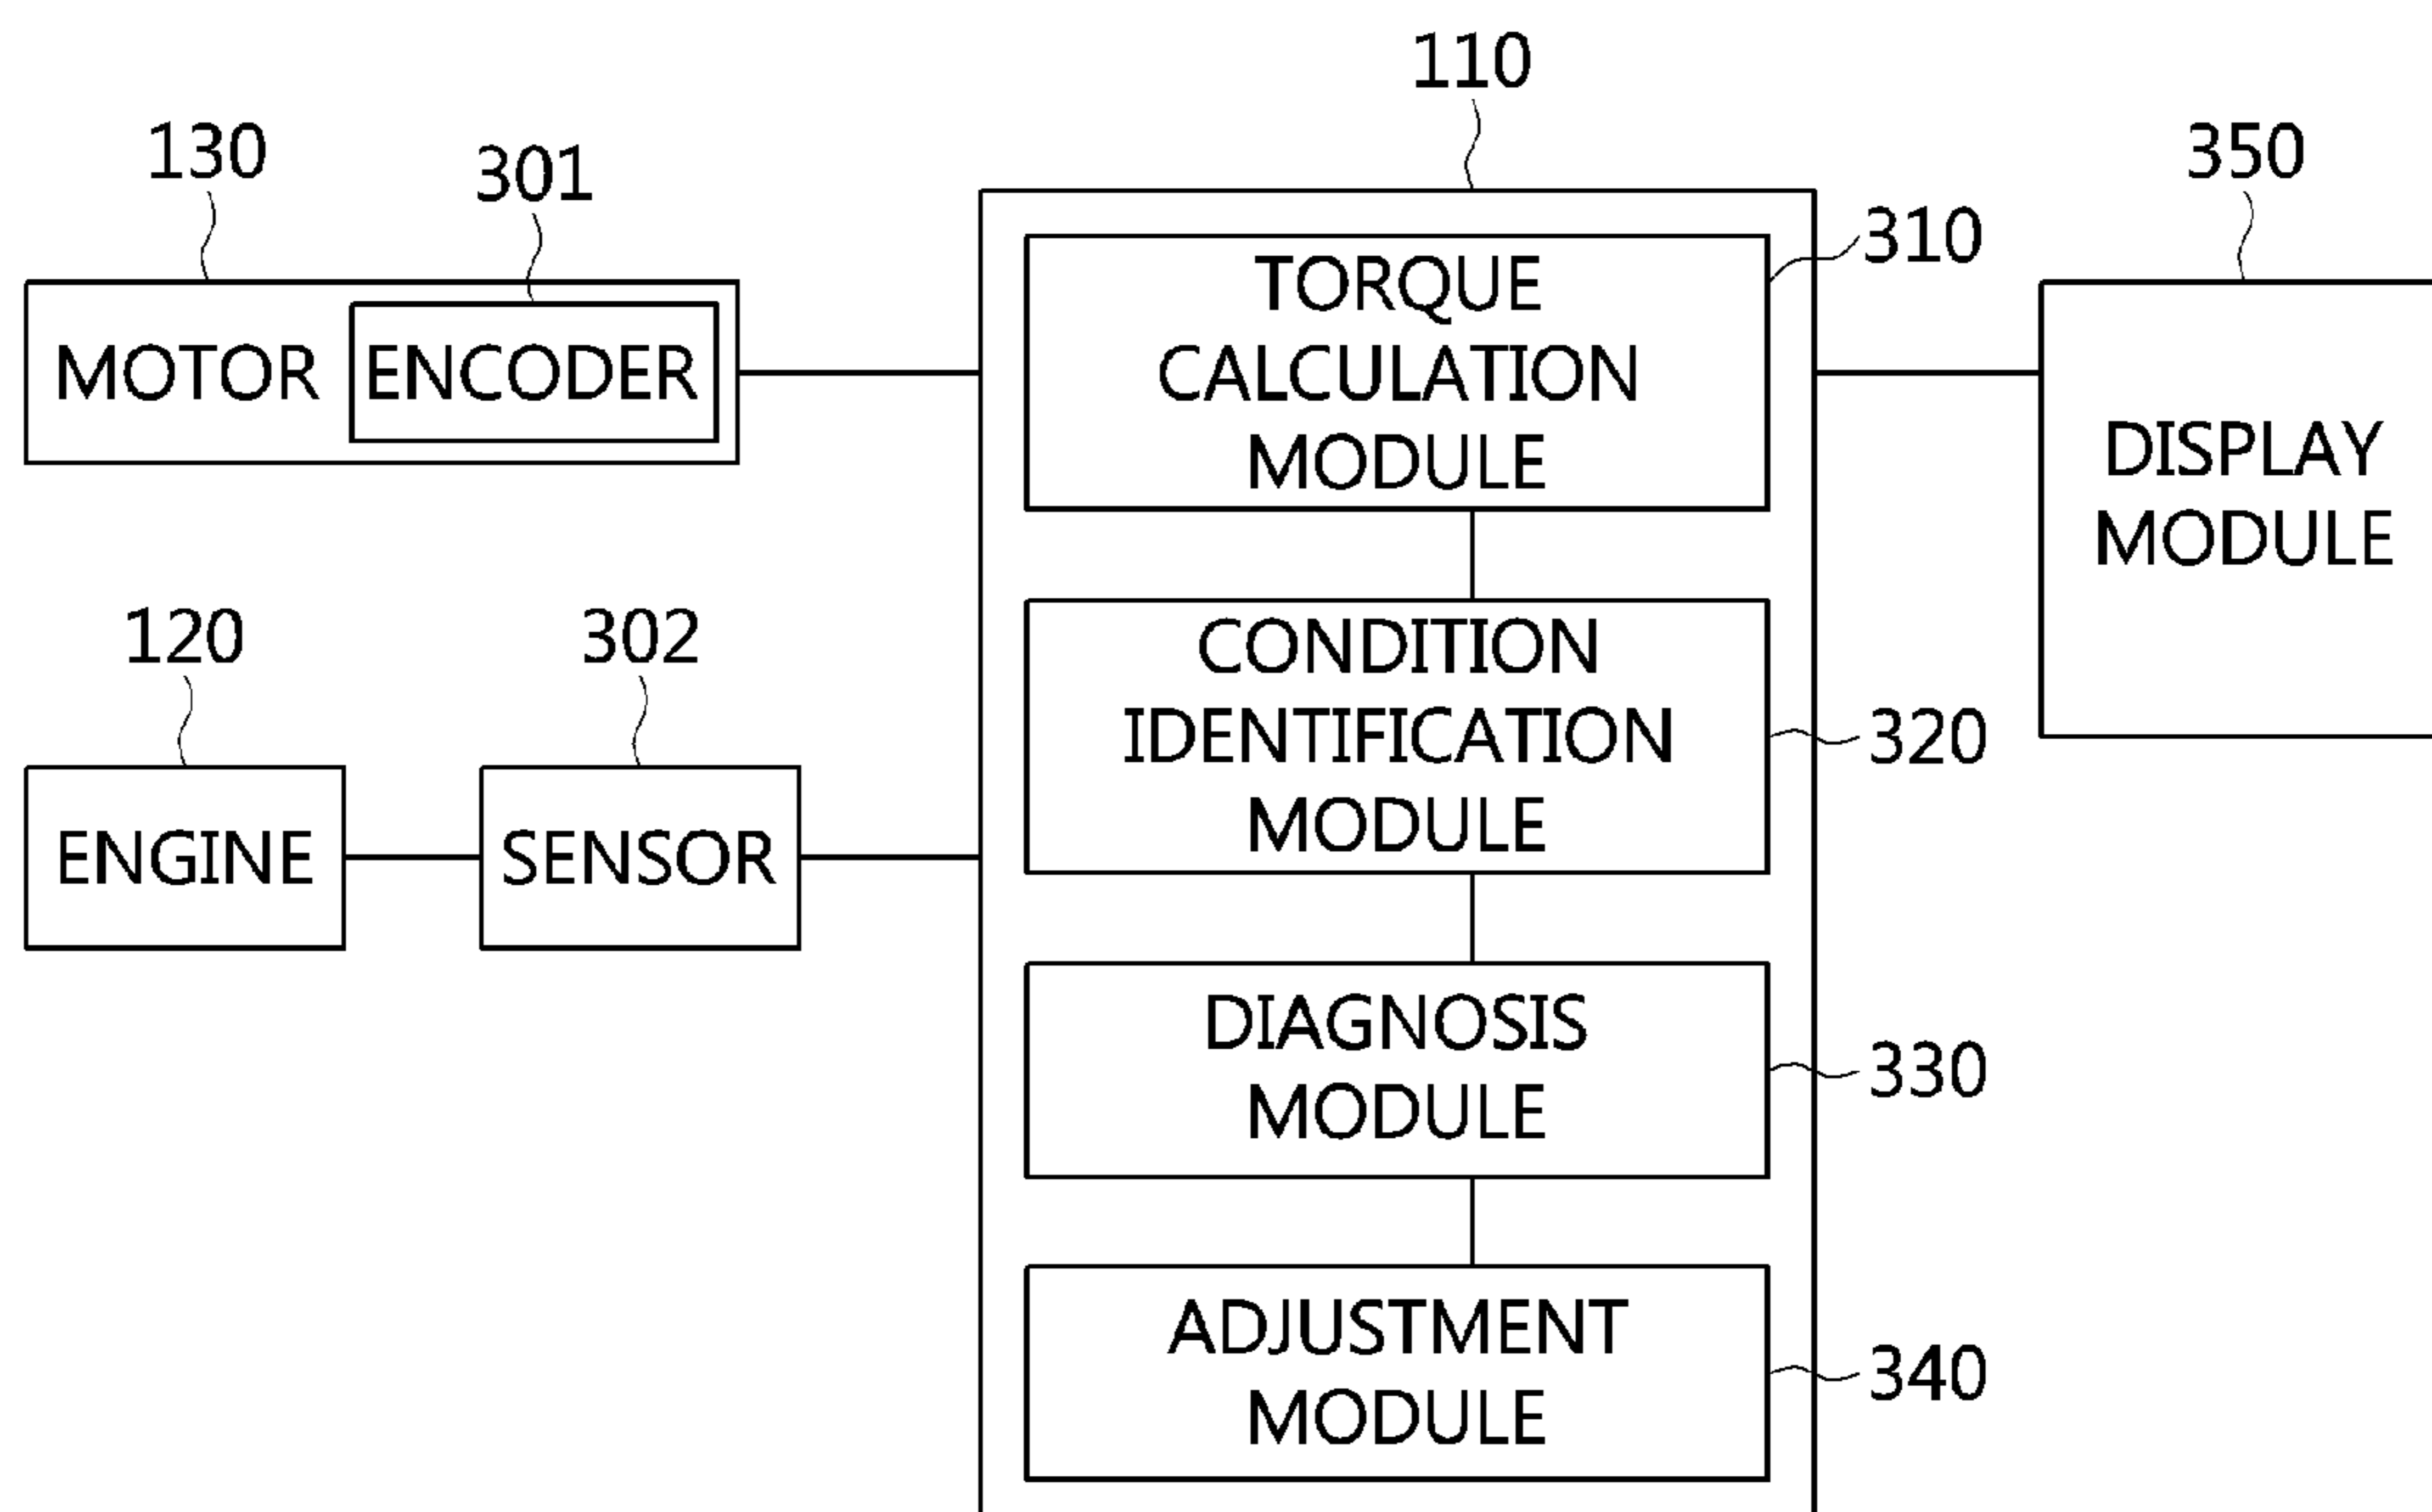 110
130
301
350
310
MOTOR
ENCODER
TORQUE
CALCULATION
MODULE
DISPLAY
MODULE
120
302
CONDITION
IDENTIFICATION
MODULE
320
ENGINE
SENSOR
DIAGNOSIS
MODULE
330
ADJUSTMENT
MODULE
340